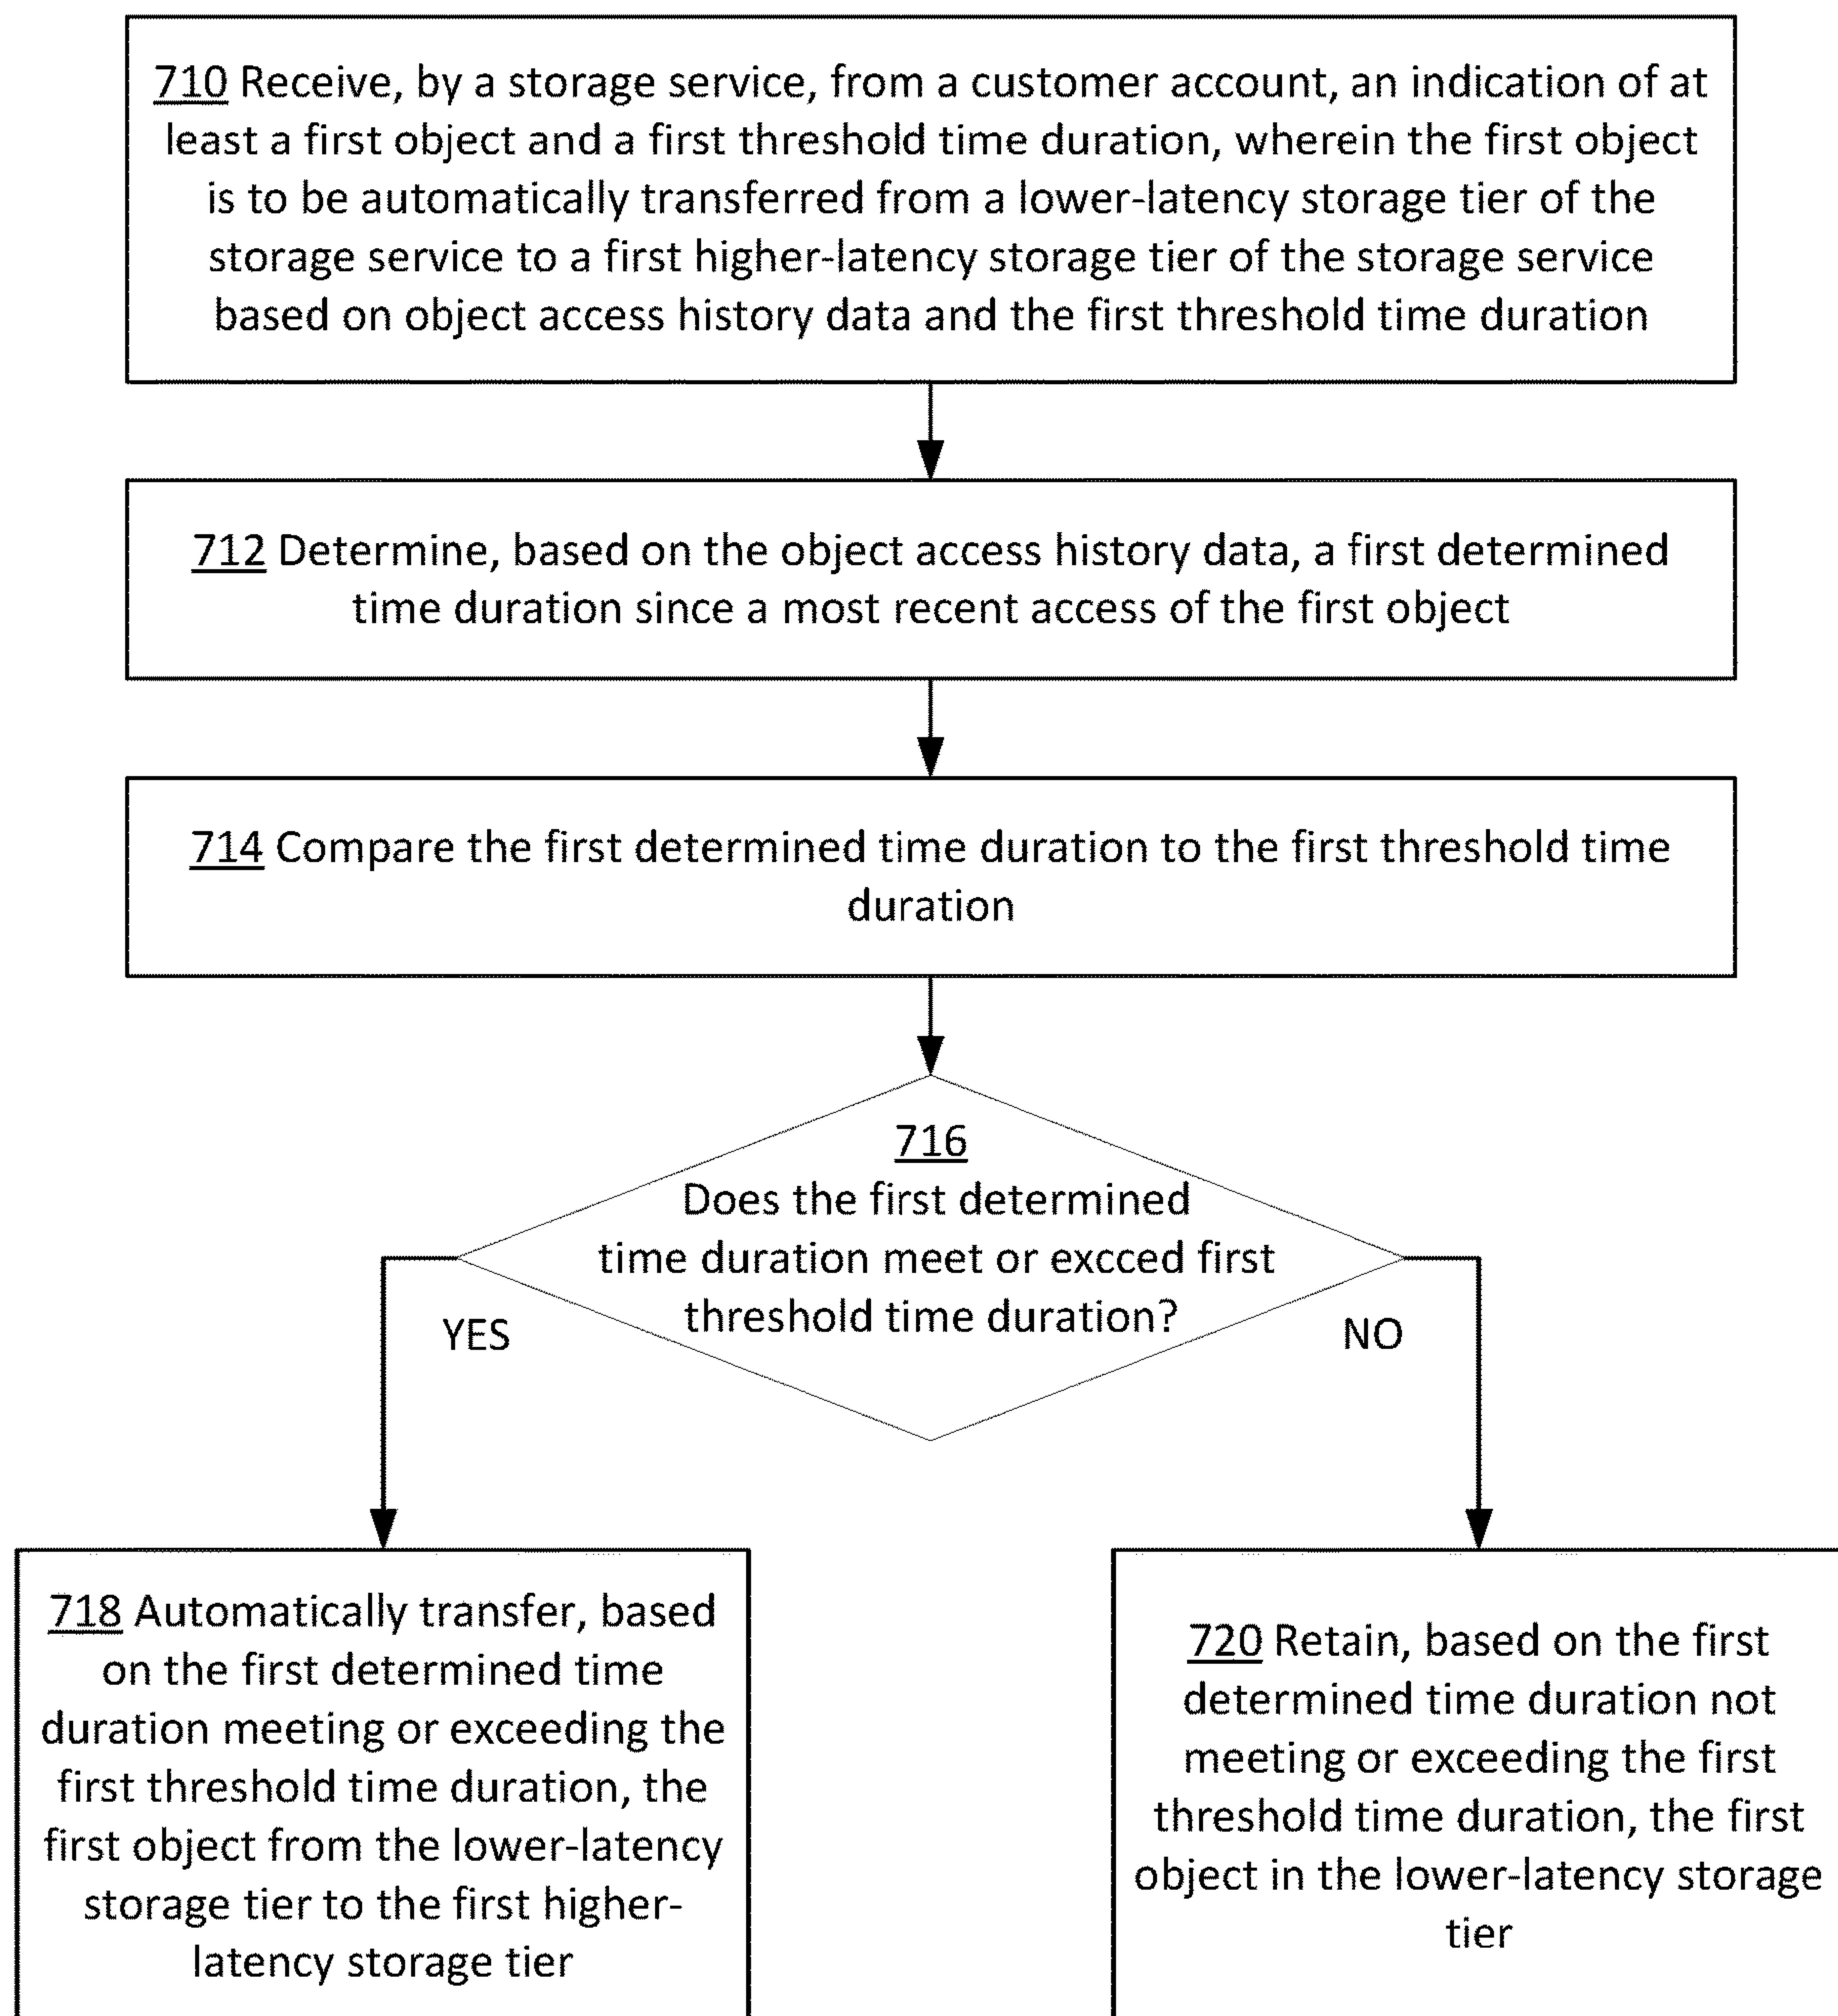 710 Receive, by a storage service, from a customer account, an indication of at
least a first object and a first threshold time duration, wherein the first object
is to be automatically transferred from a lower-latency storage tier of the
storage service to a first higher-latency storage tier of the storage service
based on object access history data and the first threshold time duration
712 Determine, based on the object access history data, a first determined
time duration since a most recent access of the first object
714 Compare the first determined time duration to the first threshold time
duration
716
Does the first determined
time duration meet or excced first
threshold time duration?
YES
NO
718 Automatically transfer, based
on the first determined time
duration meeting or exceeding the
first threshold time duration, the
first object from the lower-latency
storage tier to the first higher-
latency storage tier
720 Retain, based on the first
determined time duration not
meeting or exceeding the first
threshold time duration, the first
object in the lower-latency storage
tier